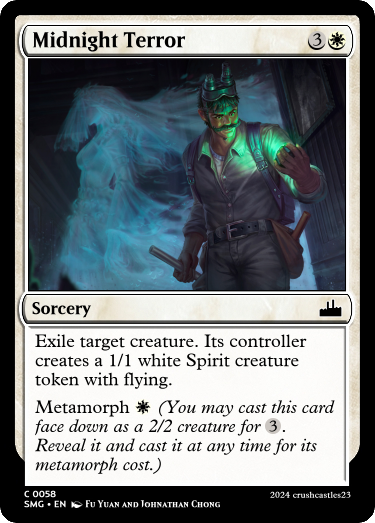 Midnight Terror 3
Sorcery
Exile target creature. Its controller
creates a 1/1 white Spirit creature
token with flying.
Metamorph (You may cast this card
face down as a 2/2 creature for 3.
Reveal it and cast it at any time for its
metamorph cost.)
C 0058
SMG • EN Fu Yuan and Johnathan Chong
2024 crushcastles23